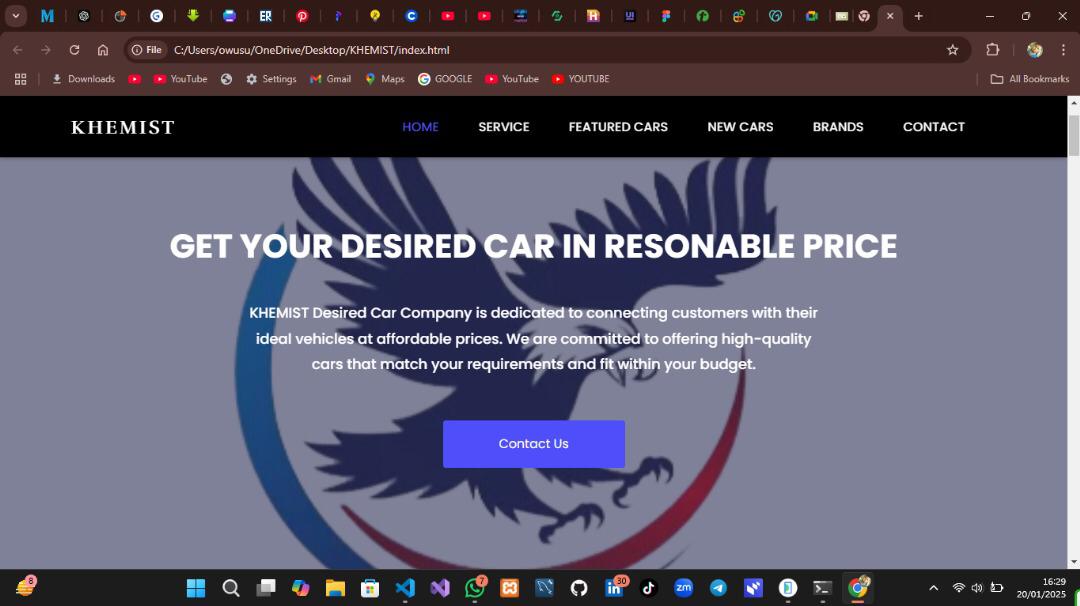 File C:/Users/owusu/OneDrive/Desktop/KHEMIST/index.html
Downloads YouTube Settings Gmail Maps GOOGLE YouTube YOUTUBE All Bookmarks
KHEMIST HOME SERVICE FEATURED CARS NEW CARS BRANDS CONTACT
GET YOUR DESIRED CAR IN RESONABLE PRICE
KHEMIST Desired Car Company is dedicated to connecting customers with their
ideal vehicles at affordable prices. We are committed to offering high-quality
cars that match your requirements and fit within your budget.
Contact Us
8 7 30 16:29
20/01/2025